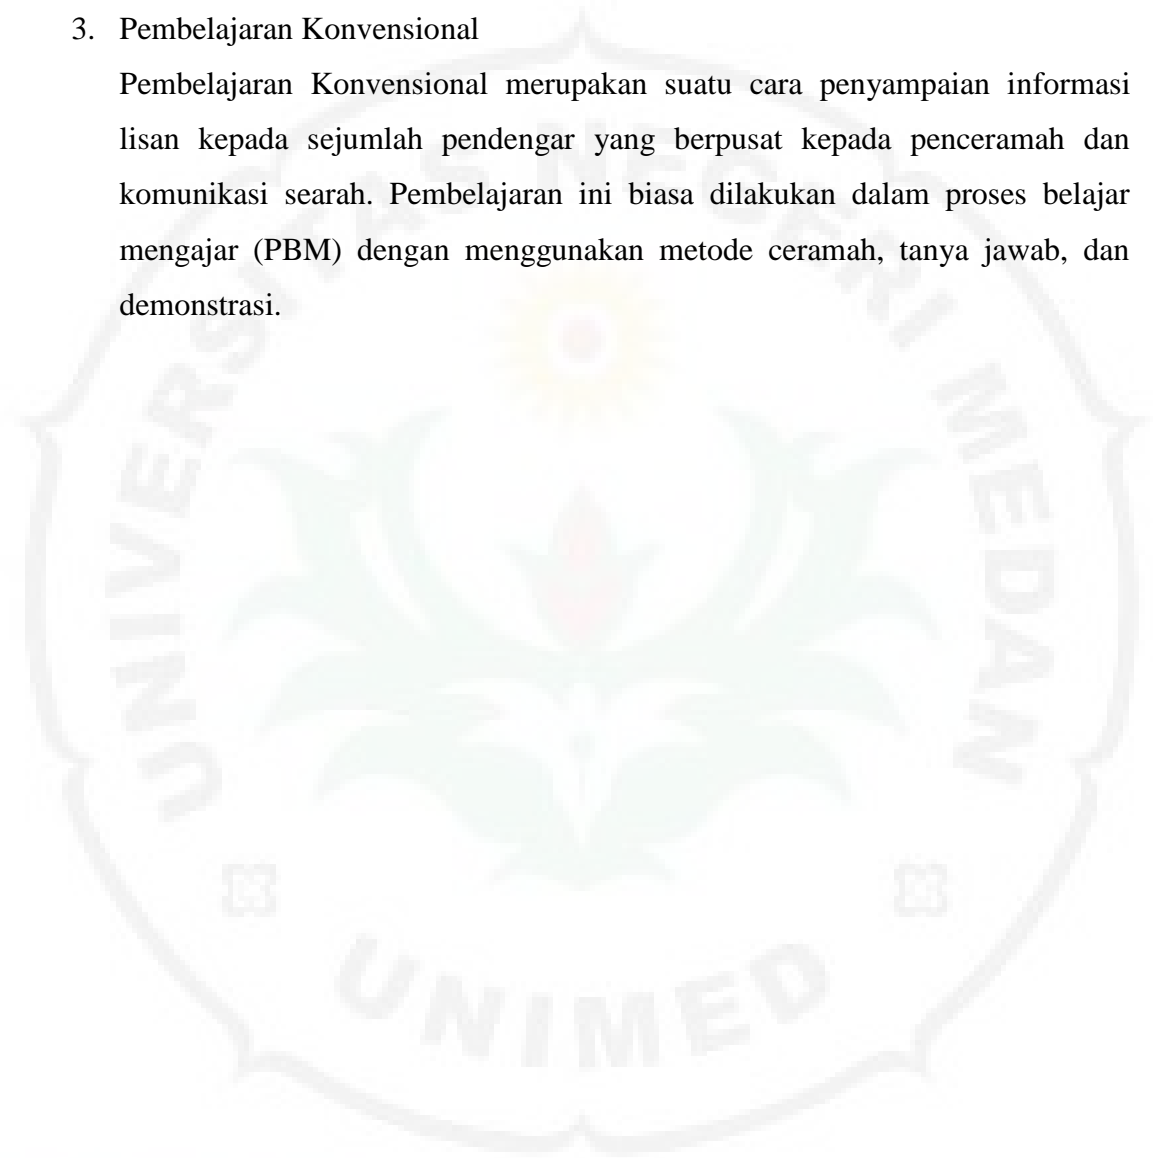 3. Pembelajaran Konvensional
Pembelajaran Konvensional merupakan suatu cara penyampaian informasi
lisan kepada sejumlah pendengar yang berpusat kepada penceramah dan
komunikasi searah. Pembelajaran ini biasa dilakukan dalam proses belajar
mengajar (PBM) dengan menggunakan metode ceramah, tanya jawab, dan
demonstrasi.
UNIVERSITAS NEGERI MEDAN
UNIMED